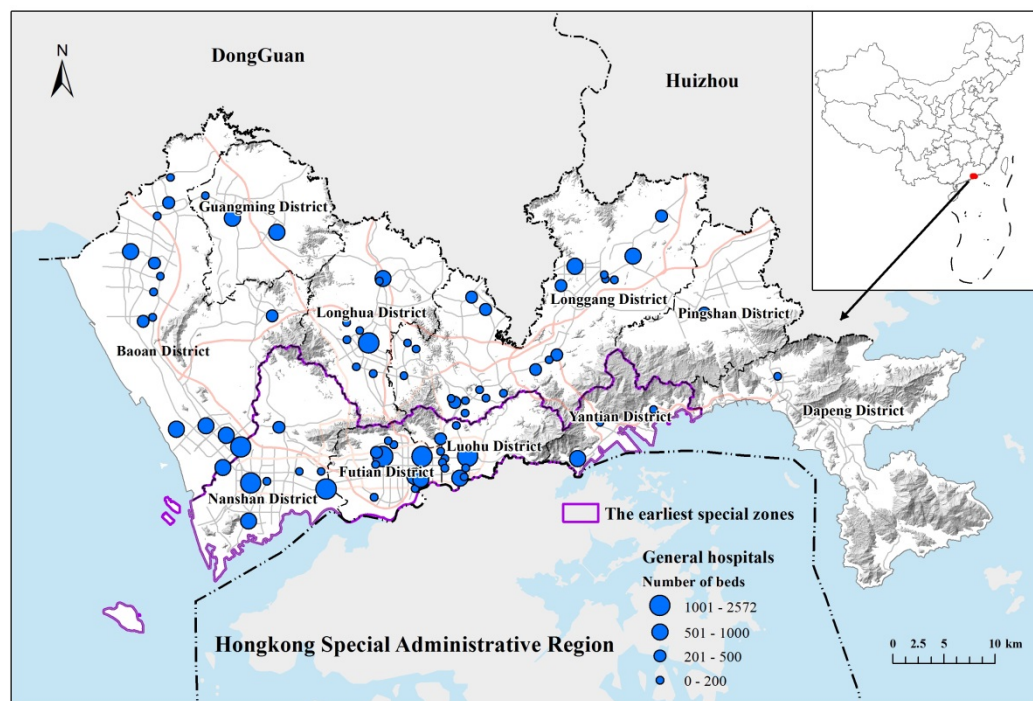 DongGuan
N
Huizhou
Guangming District
Longhua District
Longgang District
Pingshan District
Baoan District
Dapeng District
Yantian District
Luohu District
Futian District
Nanshan District
The earliest special zones
General hospitals
Number of beds
1001 - 2572
501 - 1000
201 - 500
0 - 200
Hongkong Special Administrative Region
0 2.5 5 10 km